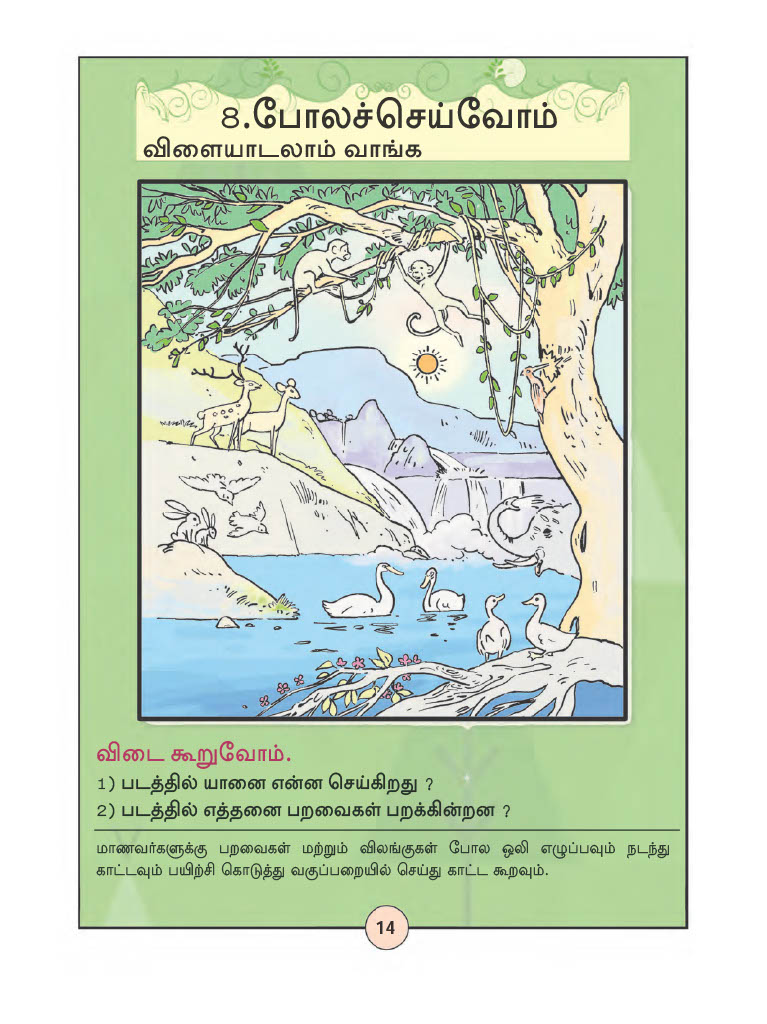 8.போலச்செய்வோம்
விளையாடலாம் வாங்க
விடை கூறுவோம்.
1) படத்தில் யானை என்ன செய்கிறது ?
2) படத்தில் எத்தனை பறவைகள் பறக்கின்றன ?
மாணவர்களுக்கு பறவைகள் மற்றும் விலங்குகள் போல ஒலி எழுப்பவும் நடந்து
காட்டவும் பயிற்சி கொடுத்து வகுப்பறையில் செய்து காட்ட கூறவும்.
14